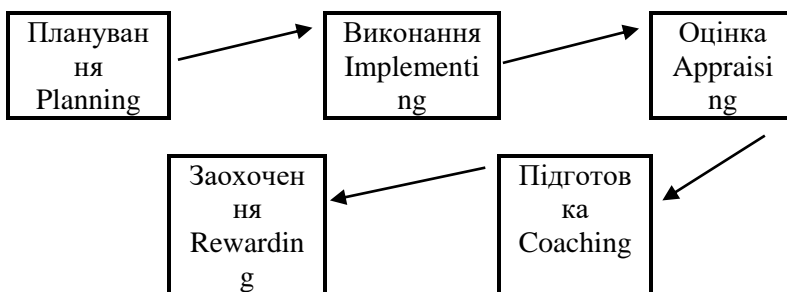 Плануван
ня
Planning
Виконання
Implementi
ng
Оцінка
Appraisi
ng
Підготов
ка
Coaching
Заохочен
ня
Rewardin
g